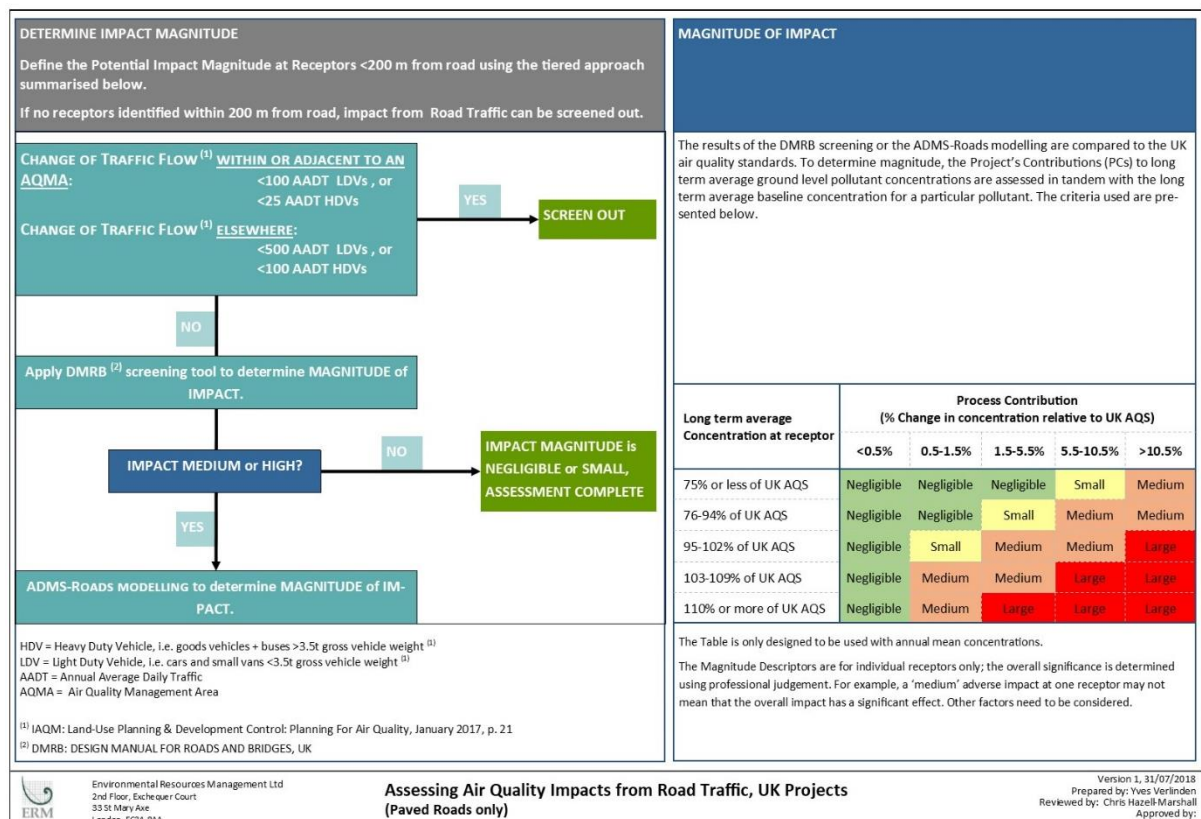 DETERMINE IMPACT MAGNITUDE
Define the Potential Impact Magnitude at Receptors <200 m from road using the tiered approach
summarised below.
If no receptors identified within 200 m from road, impact from Road Traffic can be screened out.
CHANGE OF TRAFFIC FLOW (1) WITHIN OR ADJACENT TO AN
AQMA:
<100 AADT LDVs , or
<25 AADT HDVs
CHANGE OF TRAFFIC FLOW (1) ELSEWHERE:
<500 AADT LDVs , or
<100 AADT HDVs
YES
SCREEN OUT
NO
Apply DMRB (2) screening tool to determine MAGNITUDE of
IMPACT.
IMPACT MEDIUM or HIGH?
NO
IMPACT MAGNITUDE is
NEGLIGIBLE or SMALL,
ASSESSMENT COMPLETE
YES
ADMS-ROADS MODELLING to determine MAGNITUDE of IM-
PACT.
HDV = Heavy Duty Vehicle, i.e. goods vehicles + buses >3.5t gross vehicle weight (1)
LDV = Light Duty Vehicle, i.e. cars and small vans <3.5t gross vehicle weight (1)
AADT = Annual Average Daily Traffic
AQMA = Air Quality Management Area
(1) IAQM: Land-Use Planning & Development Control: Planning For Air Quality, January 2017, p. 21
(2) DMRB: DESIGN MANUAL FOR ROADS AND BRIDGES, UK
MAGNITUDE OF IMPACT
The results of the DMRB screening or the ADMS-Roads modelling are compared to the UK
air quality standards. To determine magnitude, the Project's Contributions (PCs) to long
term average ground level pollutant concentrations are assessed in tandem with the long
term average baseline concentration for a particular pollutant. The criteria used are pre-
sented below.
Long term average
Concentration at receptor
Process Contribution
(% Change in concentration relative to UK AQS)
<0.5% 0.5-1.5% 1.5-5.5% 5.5-10.5% >10.5%
75% or less of UK AQS Negligible Negligible Negligible Small Medium
76-94% of UK AQS Negligible Negligible Small Medium Medium
95-102% of UK AQS Negligible Small Medium Medium Large
103-109% of UK AQS Negligible Medium Medium Large Large
110% or more of UK AQS Negligible Medium Large Large Large
The Table is only designed to be used with annual mean concentrations.
The Magnitude Descriptors are for individual receptors only; the overall significance is determined
using professional judgement. For example, a 'medium' adverse impact at one receptor may not
mean that the overall impact has a significant effect. Other factors need to be considered.
ERM
Environmental Resources Management Ltd
2nd Floor, Exchequer Court
33 St Mary Axe
Assessing Air Quality Impacts from Road Traffic, UK Projects
(Paved Roads only)
Version 1, 31/07/2018
Prepared by: Yves Verlinden
Reviewed by: Chris Hazell-Marshall
Approved by: